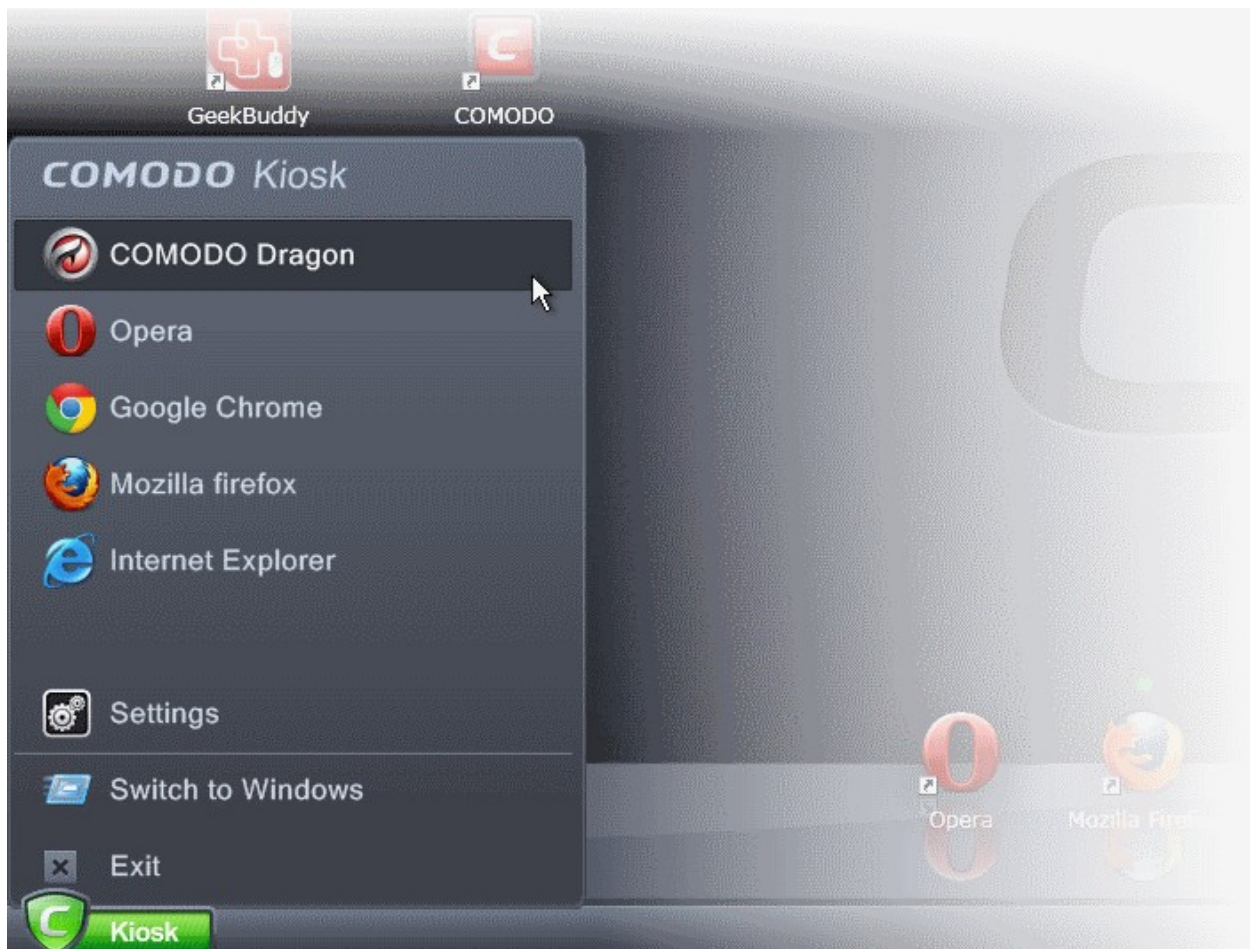 GeekBuddy
COMODO
COMODO Kiosk
COMODO Dragon
Opera
Google Chrome
Mozilla firefox
Internet Explorer
Settings
Switch to Windows
Exit
Kiosk
Opera
Mozilla